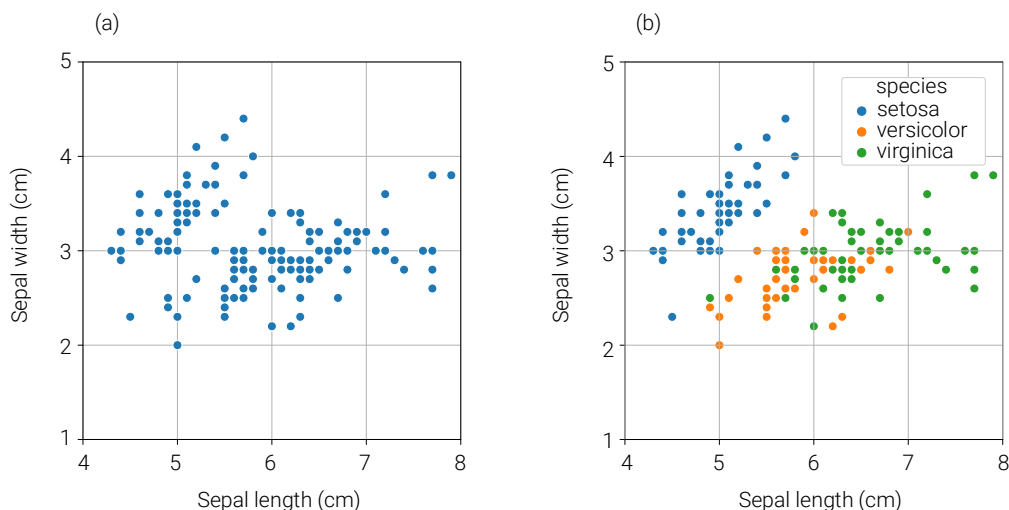 (a)
5
4
3
2
1
4 5 6 7 8
Sepal width (cm)
Sepal length (cm)
(b)
5
4
3
2
1
4 5 6 7 8
Sepal width (cm)
Sepal length (cm)
species
setosa
versicolor
virginica